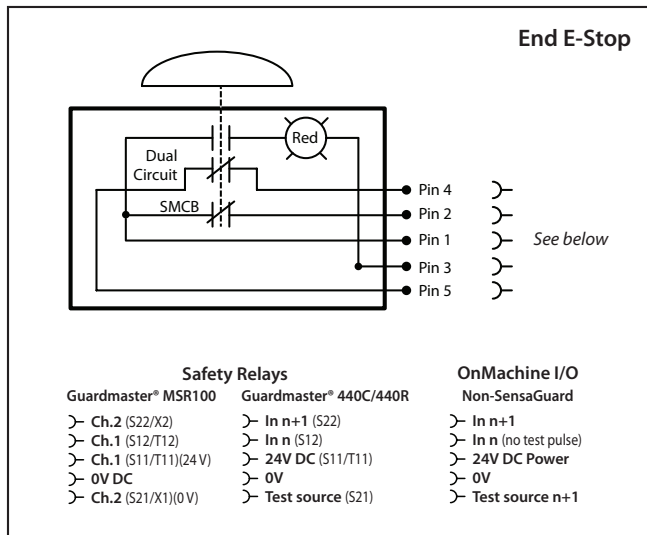 End E-Stop
Red
Dual
Circuit
SMCB
Pin 4
Pin 2
Pin 1
See below
Pin 3
Pin 5
Safety Relays
OnMachine I/O
Guardmaster® MSR100
Guardmaster® 440C/440R
Non-SensaGuard
Ch.2 (S22/X2)
In n+1 (S22)
In n+1
Ch.1 (S12/T12)
In n (S12)
In n (no test pulse)
Ch.1 (S11/T11)(24 V)
24V DC (S11/T11)
24V DC Power
0V DC
0V
0V
Ch.2 (S21/X1)(0 V)
Test source (S21)
Test source n+1